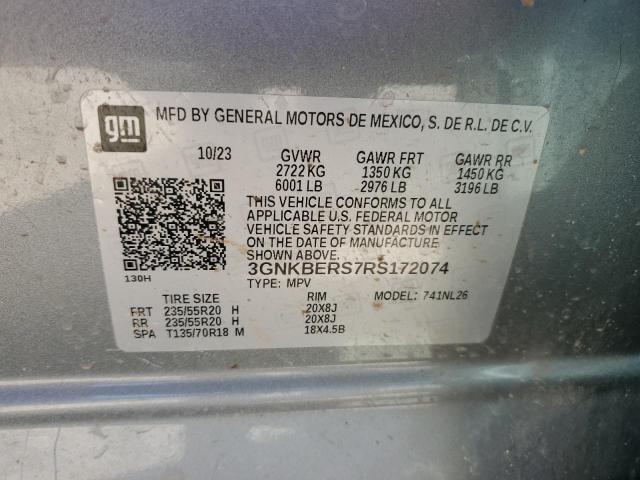 gm
MFD BY GENERAL MOTORS DE MEXICO, S. DE R.L. DE C.V.
10/23 GVWR GAWR FRT GAWR RR
2722 KG 1350 KG 1450 KG
6001 LB 2976 LB 3196 LB
THIS VEHICLE CONFORMS TO ALL
APPLICABLE U.S. FEDERAL MOTOR
VEHICLE SAFETY STANDARDS IN EFFECT
ON THE DATE OF MANUFACTURE
SHOWN ABOVE.
3GNKBERS7RS172074
130H
TYPE: MPV
TIRE SIZE RIM MODEL: 741NL26
FRT 235/55R20 H 20X8J
RR 235/55R20 H 20X8J
SPA T135/70R18 M 18X4.5B